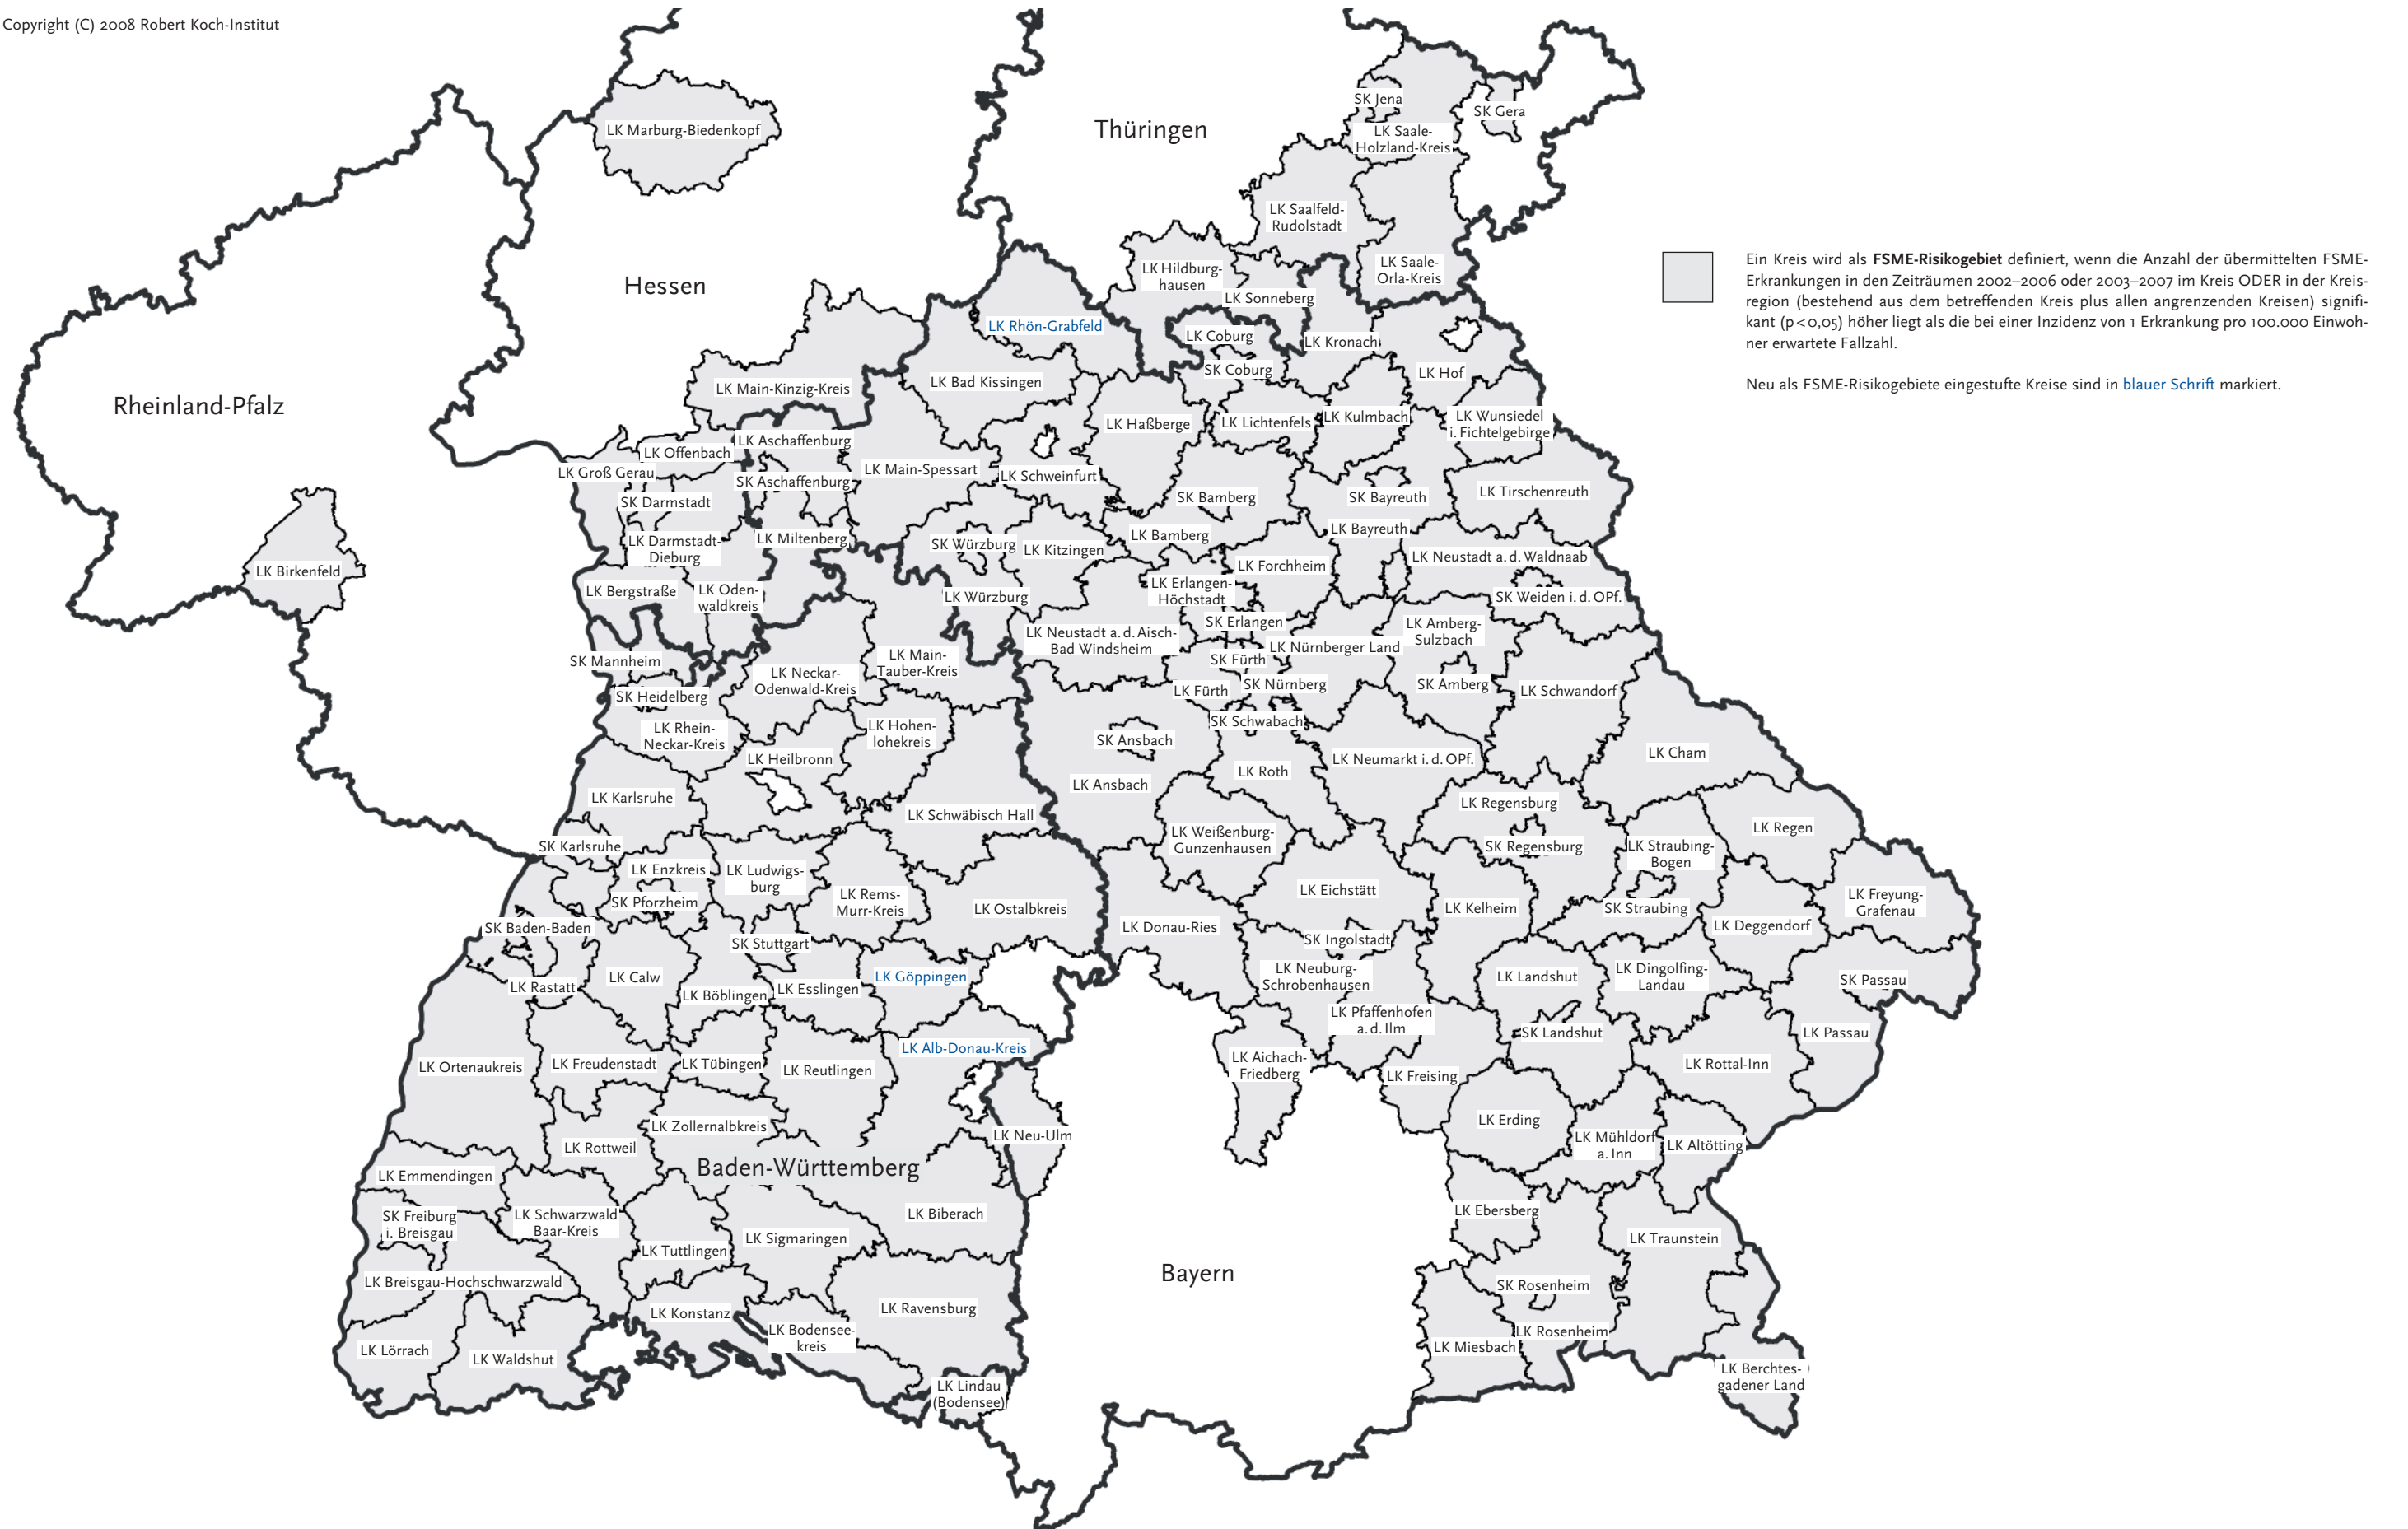 Copyright (C) 2008 Robert Koch-Institut
LK Marburg-Biedenkopf
Thüringen
SK Jena
SK Gera
LK Saale-
Holzland-Kreis
LK Saalfeld-
Rudolstadt
Hessen
LK Hildburg-
hausen
LK Saale-
Orla-Kreis
LK Sonneberg
Ein Kreis wird als FSME-Risikogebiet definiert, wenn die Anzahl der übermittelten FSME-
Erkrankungen in den Zeiträumen 2002–2006 oder 2003–2007 im Kreis ODER in der Kreis-
region (bestehend aus dem betreffenden Kreis plus allen angrenzenden Kreisen) signifi-
kant (p<0,05) höher liegt als die bei einer Inzidenz von 1 Erkrankung pro 100.000 Einwoh-
ner erwartete Fallzahl.
Neu als FSME-Risikogebiete eingestufte Kreise sind in blauer Schrift markiert.
LK Rhön-Grabfeld
LK Coburg
LK Kronach
SK Coburg
LK Hof
Rheinland-Pfalz
LK Main-Kinzig-Kreis
LK Bad Kissingen
LK Haßberge
LK Lichtenfels
LK Kulmbach
LK Wunsiedel
i. Fichtelgebirge
LK Aschaffenburg
LK Offenbach
LK Groß Gerau
SK Aschaffenburg
LK Main-Spessart
LK Schweinfurt
SK Bamberg
SK Bayreuth
LK Tirschenreuth
SK Darmstadt
LK Darmstadt-
Dieburg
LK Miltenberg
SK Würzburg
LK Kitzingen
LK Bamberg
LK Bayreuth
LK Neustadt a. d. Waldnaab
LK Forchheim
LK Birkenfeld
LK Bergstraße
LK Oden-
waldkreis
LK Würzburg
LK Erlangen-
Höchstadt
SK Weiden i. d. OPf.
SK Erlangen
LK Neustadt a. d. Aisch-
Bad Windsheim
LK Nürnberger Land
LK Amberg-
Sulzbach
SK Mannheim
LK Main-
Tauber-Kreis
SK Fürth
LK Neckar-
Odenwald-Kreis
SK Heidelberg
LK Fürth
SK Nürnberg
SK Amberg
LK Schwandorf
LK Rhein-
Neckar-Kreis
LK Hohen-
lohekreis
SK Schwabach
SK Ansbach
LK Heilbronn
LK Roth
LK Neumarkt i. d. OPf.
LK Cham
LK Karlsruhe
LK Ansbach
LK Schwäbisch Hall
LK Regensburg
LK Regen
SK Karlsruhe
LK Weißenburg-
Gunzenhausen
SK Regensburg
LK Straubing-
Bogen
LK Enzkreis
LK Ludwigs-
burg
LK Rems-
Murr-Kreis
SK Pforzheim
LK Ostalbkreis
LK Eichstätt
LK Kelheim
SK Straubing
LK Freyung-
Grafenau
SK Baden-Baden
LK Donau-Ries
LK Deggendorf
SK Stuttgart
SK Ingolstadt
LK Calw
LK Göppingen
LK Neuburg-
Schrobenhausen
LK Landshut
LK Dingolfing-
Landau
SK Passau
LK Rastatt
LK Böblingen
LK Esslingen
LK Pfaffenhofen
a. d. Ilm
SK Landshut
LK Passau
LK Alb-Donau-Kreis
LK Ortenaukreis
LK Freudenstadt
LK Tübingen
LK Reutlingen
LK Aichach-
Friedberg
LK Freising
LK Rottal-Inn
LK Zollernalbkreis
LK Erding
LK Neu-Ulm
LK Rottweil
LK Mühldorf
a. Inn
LK Altötting
Baden-Württemberg
LK Emmendingen
SK Freiburg
i. Breisgau
LK Schwarzwald
Baar-Kreis
LK Biberach
LK Ebersberg
LK Sigmaringen
LK Traunstein
LK Tuttlingen
Bayern
LK Breisgau-Hochschwarzwald
SK Rosenheim
LK Konstanz
LK Ravensburg
LK Bodensee-
kreis
LK Rosenheim
LK Lörrach
LK Waldshut
LK Miesbach
LK Berchtes-
gadener Land
LK Lindau
(Bodensee)